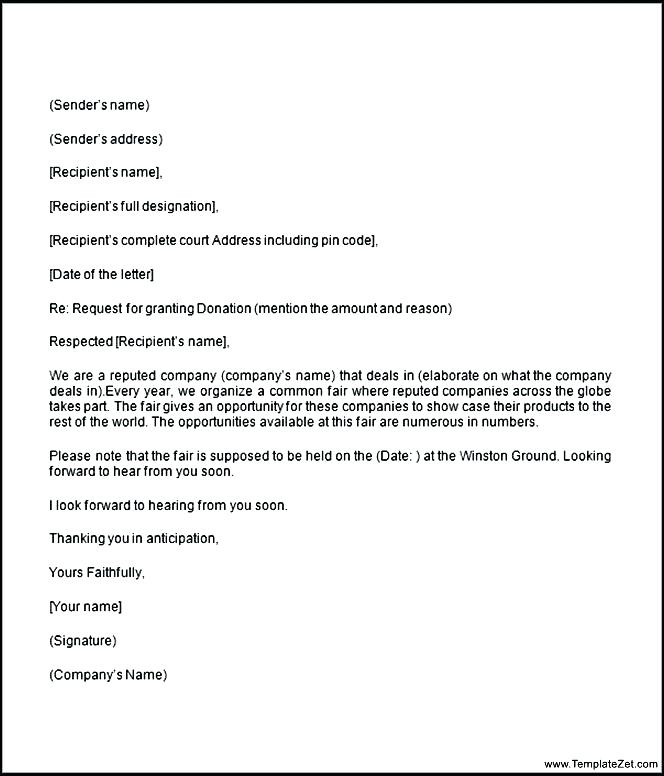 (Sender's name)
(Sender's address)
[Recipient's name],
[Recipient's full designation],
[Recipient's complete court Address including pin code],
[Date of the letter]
Re: Request for granting Donation (mention the amount and reason)
Respected [Recipient's name],
We are a reputed company (company's name) that deals in (elaborate on what the company
deals in).Every year, we organize a common fair where reputed companies across the globe
takes part. The fair gives an opportunity for these companies to show case their products to the
rest of the world. The opportunities available at this fair are numerous in numbers.
Please note that the fair is supposed to be held on the (Date: ) at the Winston Ground. Looking
forward to hear from you soon.
I look forward to hearing from you soon.
Thanking you in anticipation,
Yours Faithfully,
[Your name]
(Signature)
(Company's Name)
www.TemplateZet.com